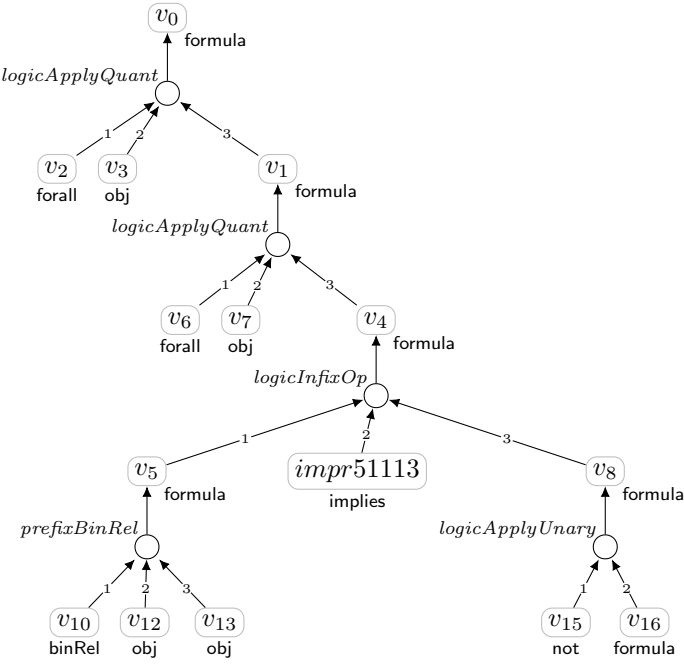 v0
formula
logicApplyQuant
1 2 3
v2 v3 v1
forall obj formula
logicApplyQuant
1 2 3
v6 v7 v4
forall obj formula
logicInfixOp
1 2 3
v5 impr51113 v8
formula implies formula
prefixBinRel logicApplyUnary
1 2 3 1 2
v10 v12 v13 v15 v16
binRel obj obj not formula